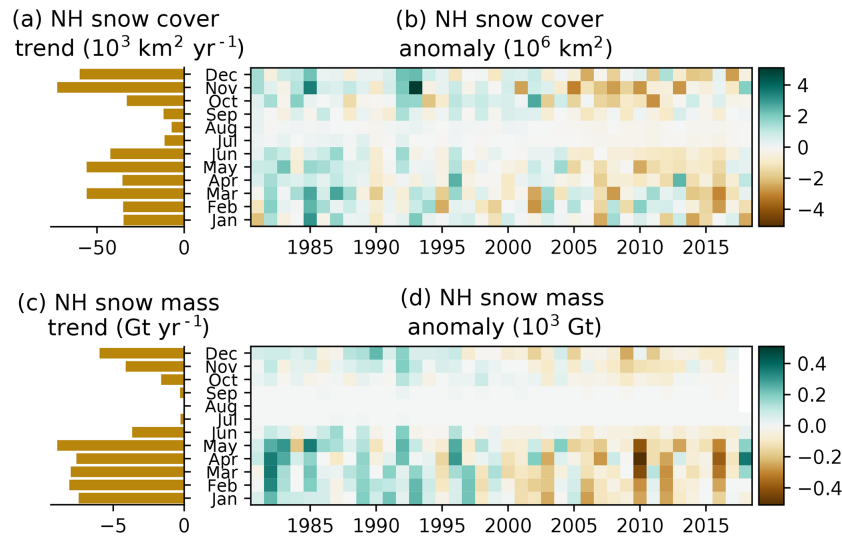 (a) NH snow cover
trend (10³ km² yr⁻¹)
(b) NH snow cover
anomaly (10⁶ km²)
Dec
Nov
Oct
Sep
Aug
Jul
Jun
May
Apr
Mar
Feb
Jan
−50 0
1985 1990 1995 2000 2005 2010 2015
4
2
0
−2
−4
(c) NH snow mass
trend (Gt yr⁻¹)
(d) NH snow mass
anomaly (10³ Gt)
Dec
Nov
Oct
Sep
Aug
Jul
Jun
May
Apr
Mar
Feb
Jan
−5 0
1985 1990 1995 2000 2005 2010 2015
0.4
0.2
0.0
−0.2
−0.4